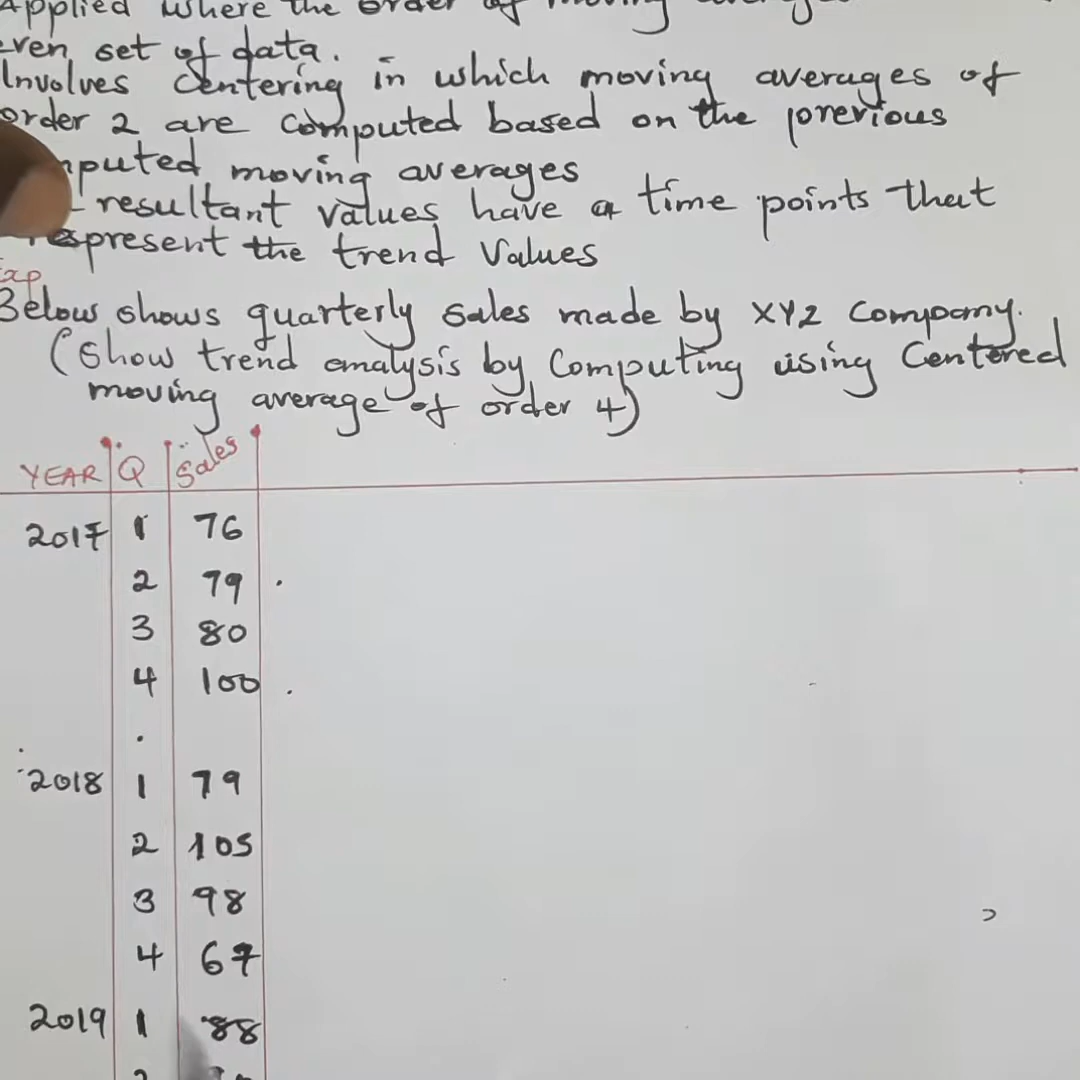 Applied where the order of moving
even set of data.
Involves Centering in which moving averages of
order 2 are computed based on the previous
moving averages
resultant values have a time points that
represent the trend Values
Below shows quarterly sales made by XYZ Company.
(Show trend analysis by Computing using Centered
moving average of order 4)
YEAR Q Sales
2017 1 76
2 79
3 80
4 100
2018 1 79
2 105
3 98
4 67
2019 1 88